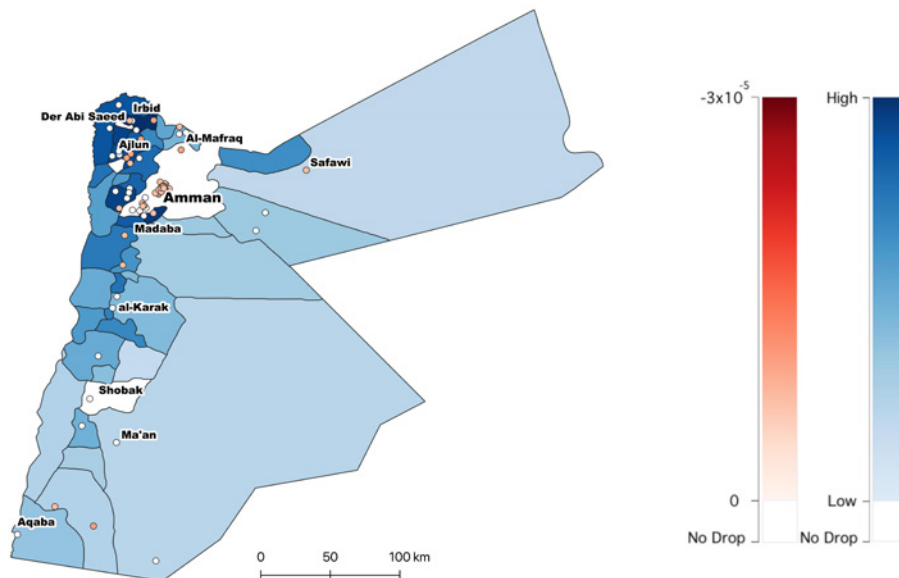 Irbid
Der Abi Saeed
Al-Mafraq
Ajlun
Safawi
Amman
Madaba
al-Karak
Shobak
Ma'an
Aqaba
0 50 100 km
-3x10⁻⁵
High
0
Low
No Drop
No Drop